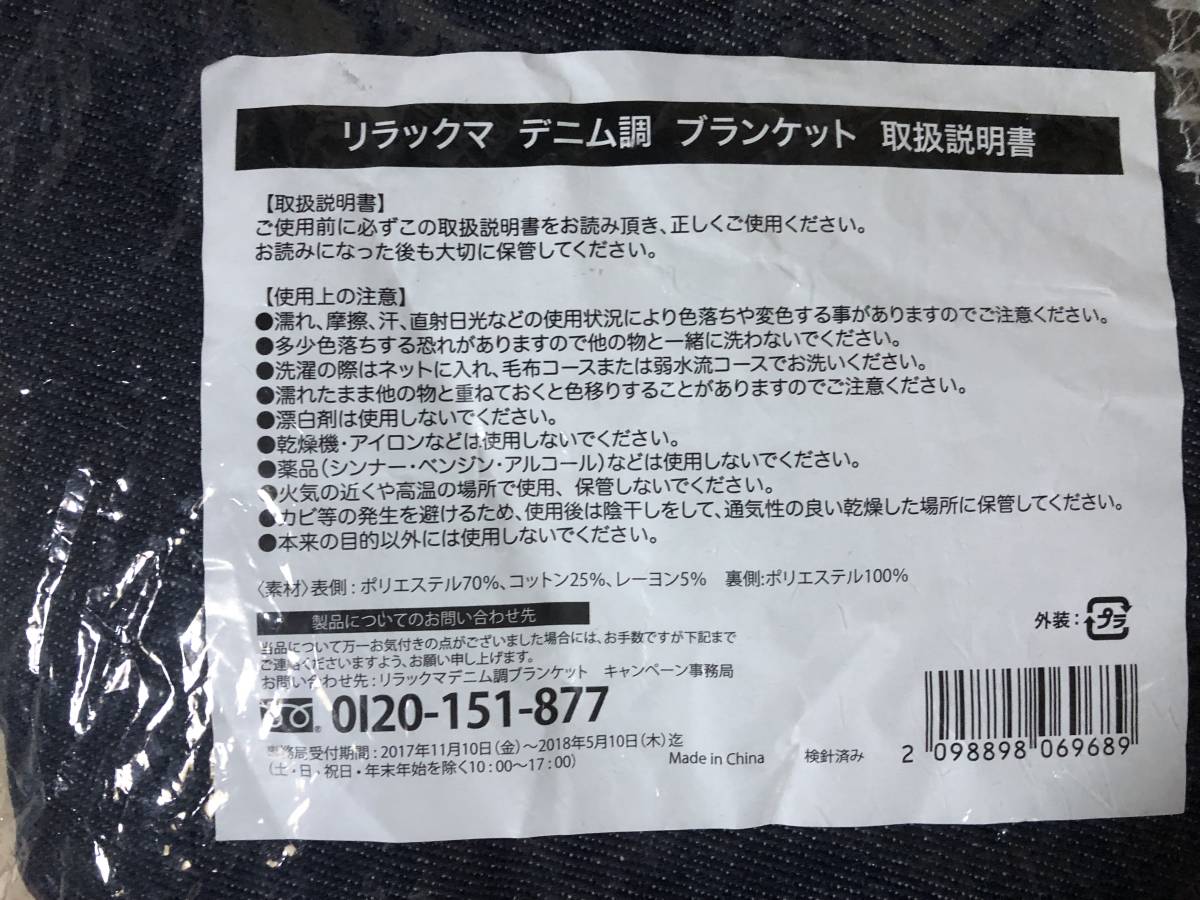 リラックマ デニム調 ブランケット 取扱説明書
【取扱説明書】
ご使用前に必ずこの取扱説明書をお読み頂き、正しくご使用ください。
お読みになった後も大切に保管してください。
【使用上の注意】
●濡れ、摩擦、汗、直射日光などの使用状況により色落ちや変色する事がありますのでご注意ください。
●多少色落ちする恐れがありますので他の物と一緒に洗わないでください。
●洗濯の際はネットに入れ、毛布コースまたは弱水流コースでお洗いください。
●濡れたまま他の物と重ねておくと色移りすることがありますのでご注意ください。
●漂白剤は使用しないでください。
●乾燥機・アイロンなどは使用しないでください。
●薬品（シンナー・ベンジン・アルコール）などは使用しないでください。
●火気の近くや高温の場所で使用、保管しないでください。
●カビ等の発生を避けるため、使用後は陰干しをして、通気性の良い乾燥した場所に保管してください。
●本来の目的以外には使用しないでください。
〈素材〉表側：ポリエステル70%、コットン25%、レーヨン5% 裏側:ポリエステル100%
外装：プラ
製品についてのお問い合わせ先
当品について万一お気付きの点がございました場合には、お手数ですが下記まで
ご連絡くださいますよう、お願い申し上げます。
お問い合わせ先：リラックマデニム調ブランケット キャンペーン事務局
0120-151-877
事務局受付期間：2017年11月10日（金）〜2018年5月10日（木）迄
（土・日・祝日・年末年始を除く10：00〜17：00）
Made in China
検針済み
2 098898 069689